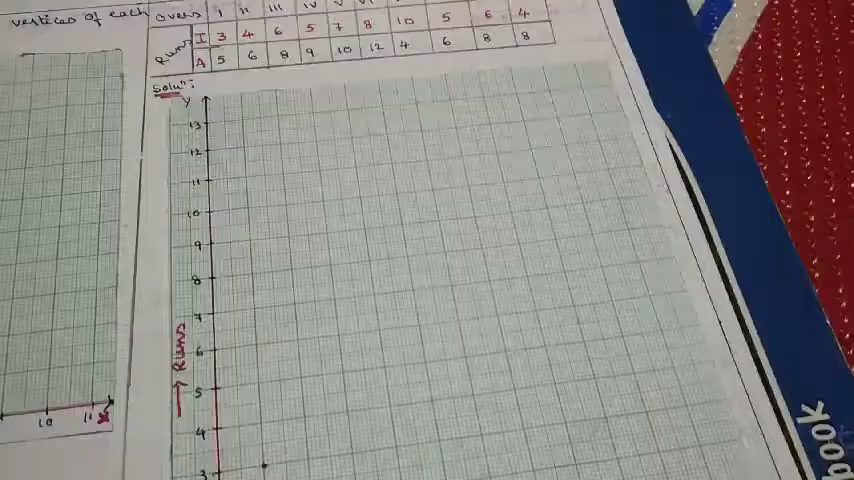 vertices of each
Overs I II III IV V VI
Runs I 3 4 6 5 7 8 10 5 6 4
A 5 6 8 9 10 12 4 6 8 8
Soluⁿ:
Y
13
12
11
10
9
8
7
6
5
4
3
→ Runs
10 11 X
book